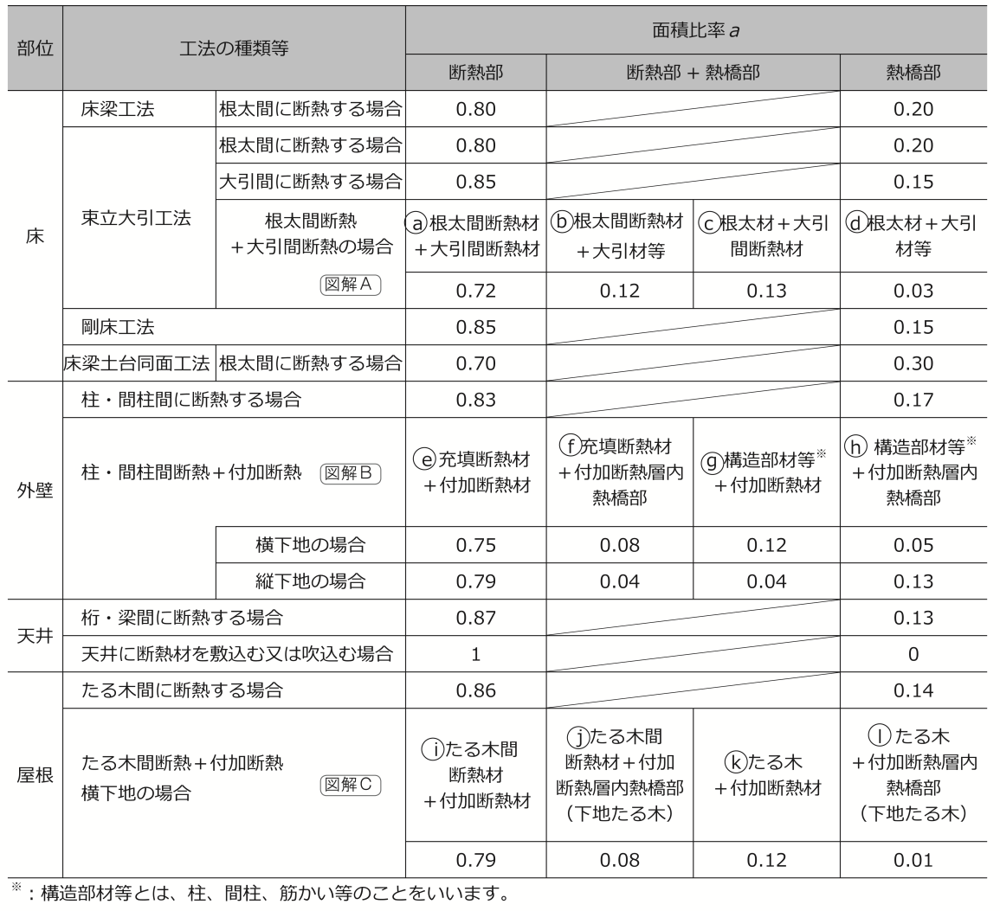 部位 工法の種類等 面積比率a
断熱部 断熱部 + 熱橋部 熱橋部
床 床梁工法 根太間に断熱する場合 0.80 0.20
束立大引工法 根太間に断熱する場合 0.80 0.20
大引間に断熱する場合 0.85 0.15
根太間断熱
+大引間断熱の場合
図解A
ⓐ根太間断熱材
+大引間断熱材
ⓑ根太間断熱材
+大引材等
ⓒ根太材+大引
間断熱材
ⓓ根太材+大引
材等
0.72 0.12 0.13 0.03
剛床工法 0.85 0.15
床梁土台同面工法 根太間に断熱する場合 0.70 0.30
外壁 柱・間柱間に断熱する場合 0.83 0.17
柱・間柱間断熱+付加断熱 図解B
ⓔ充填断熱材
+付加断熱材
ⓕ充填断熱材
+付加断熱層内
熱橋部
ⓖ構造部材等※
+付加断熱材
ⓗ 構造部材等※
+付加断熱層内
熱橋部
横下地の場合 0.75 0.08 0.12 0.05
縦下地の場合 0.79 0.04 0.04 0.13
天井 桁・梁間に断熱する場合 0.87 0.13
天井に断熱材を敷込む又は吹込む場合 1 0
屋根 たる木間に断熱する場合 0.86 0.14
たる木間断熱+付加断熱
横下地の場合
図解C
ⓘたる木間
断熱材
+付加断熱材
ⓙたる木間
断熱材+付加
断熱層内熱橋部
(下地たる木)
ⓚたる木
+付加断熱材
ⓛ たる木
+付加断熱層内
熱橋部
(下地たる木)
0.79 0.08 0.12 0.01
※:構造部材等とは、柱、間柱、筋かい等のことをいいます。